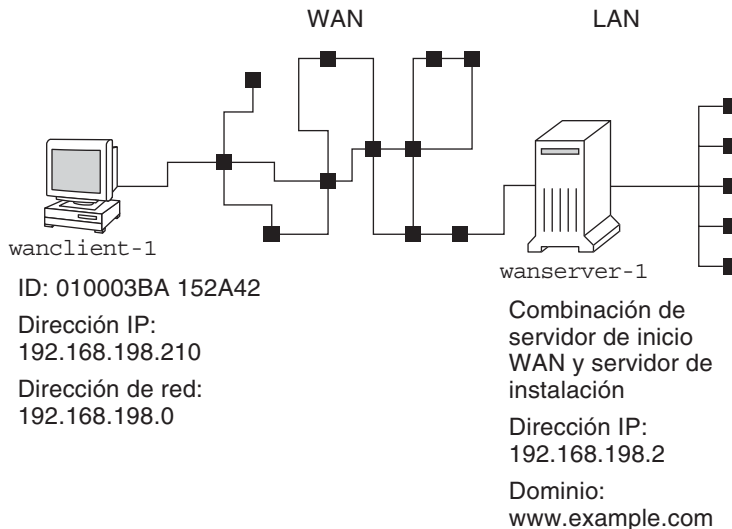 WAN
LAN
wanclient-1
ID: 010003BA 152A42
Dirección IP:
192.168.198.210
Dirección de red:
192.168.198.0
wanserver-1
Combinación de
servidor de inicio
WAN y servidor de
instalación
Dirección IP:
192.168.198.2
Dominio:
www.example.com